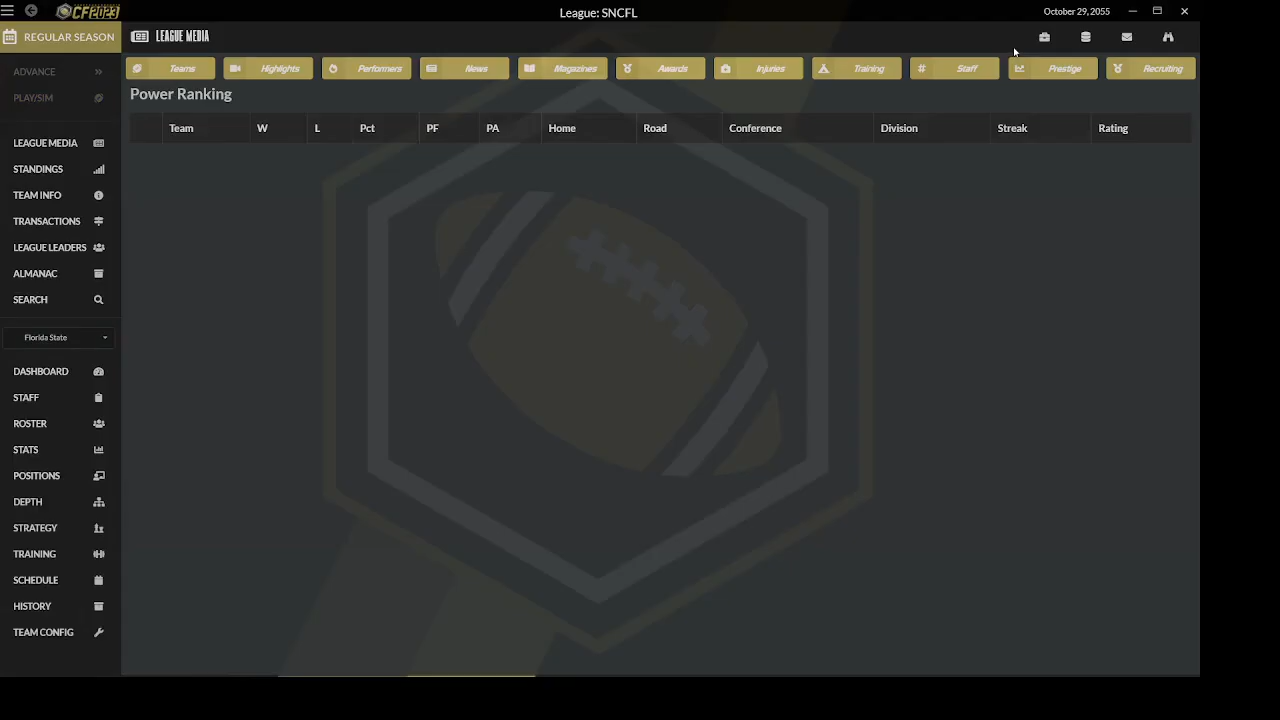 CF2023
League: SNCFL
October 29, 2055
REGULAR SEASON
LEAGUE MEDIA
ADVANCE
PLAY/SIM
Teams
Highlights
Performers
News
Magazines
Awards
Injuries
Training
Staff
Prestige
Recruiting
Power Ranking
Team
W
L
Pct
PF
PA
Home
Road
Conference
Division
Streak
Rating
LEAGUE MEDIA
STANDINGS
TEAM INFO
TRANSACTIONS
LEAGUE LEADERS
ALMANAC
SEARCH
Florida State
DASHBOARD
STAFF
ROSTER
STATS
POSITIONS
DEPTH
STRATEGY
TRAINING
SCHEDULE
HISTORY
TEAM CONFIG